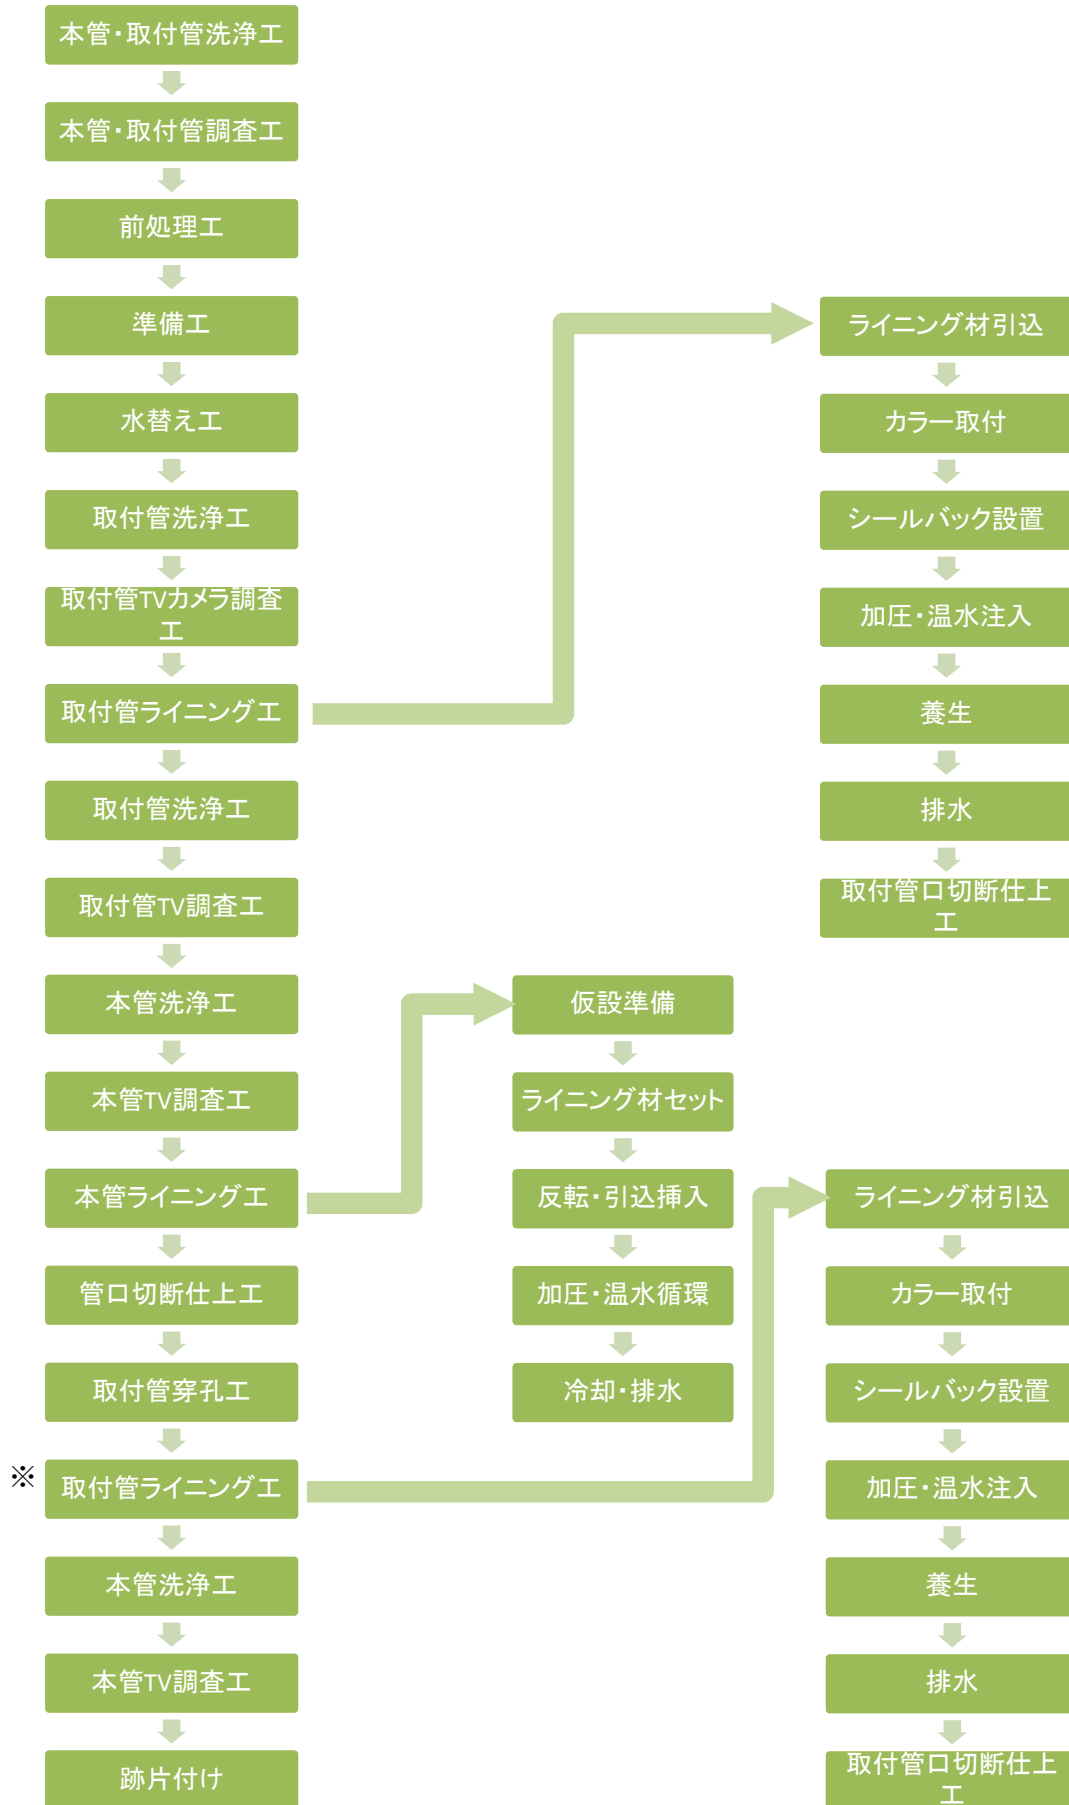 本管・取付管洗浄工
本管・取付管調査工
前処理工
準備工
水替え工
取付管洗浄工
取付管TVカメラ調査
工
取付管ライニング工
取付管洗浄工
取付管TV調査工
本管洗浄工
本管TV調査工
本管ライニング工
管口切断仕上工
取付管穿孔工
※
取付管ライニング工
本管洗浄工
本管TV調査工
跡片付け
ライニング材引込
カラー取付
シールバック設置
加圧・温水注入
養生
排水
取付管口切断仕上
工
仮設準備
ライニング材セット
反転・引込挿入
加圧・温水循環
冷却・排水
ライニング材引込
カラー取付
シールバック設置
加圧・温水注入
養生
排水
取付管口切断仕上
工